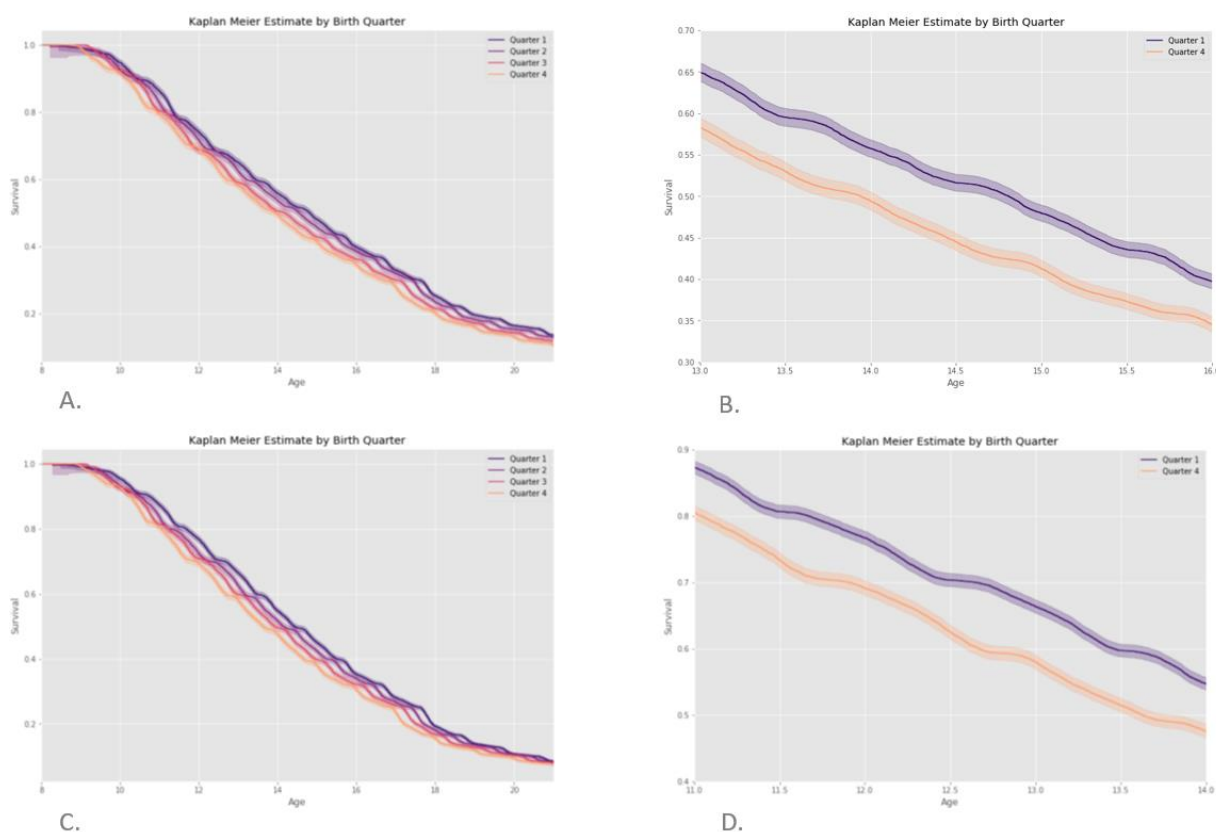 Kaplan Meier Estimate by Birth Quarter
1.0
0.8
0.6
0.4
0.2
Survival
Quarter 1
Quarter 2
Quarter 3
Quarter 4
8 10 12 14 16 18 20
Age
A.
Kaplan Meier Estimate by Birth Quarter
0.70
0.65
0.60
0.55
0.50
0.45
0.40
0.35
0.30
Survival
Quarter 1
Quarter 4
13.0 13.5 14.0 14.5 15.0 15.5 16.0
Age
B.
Kaplan Meier Estimate by Birth Quarter
1.0
0.8
0.6
0.4
0.2
Survival
Quarter 1
Quarter 2
Quarter 3
Quarter 4
8 10 12 14 16 18 20
Age
C.
Kaplan Meier Estimate by Birth Quarter
0.9
0.8
0.7
0.6
0.5
0.4
Survival
Quarter 1
Quarter 4
11.0 11.5 12.0 12.5 13.0 13.5 14.0
Age
D.